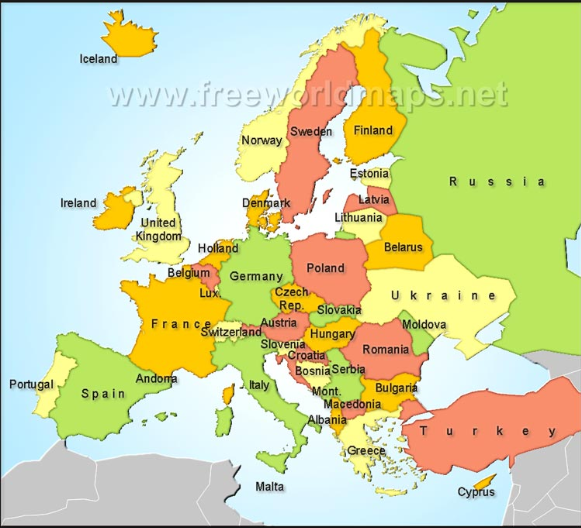 Iceland
www.freeworldmaps.net
Norway
Sweden
Finland
Estonia
Russia
Latvia
Lithuania
Denmark
Ireland
United
Kingdom
Belarus
Holland
Belgium
Germany
Poland
Lux.
Czech
Rep.
Ukraine
Slovakia
France
Austria
Switzerland
Hungary
Moldova
Slovenia
Croatia
Romania
Bosnia
Serbia
Andorra
Portugal
Spain
Italy
Mont.
Bulgaria
Macedonia
Albania
Turkey
Greece
Malta
Cyprus